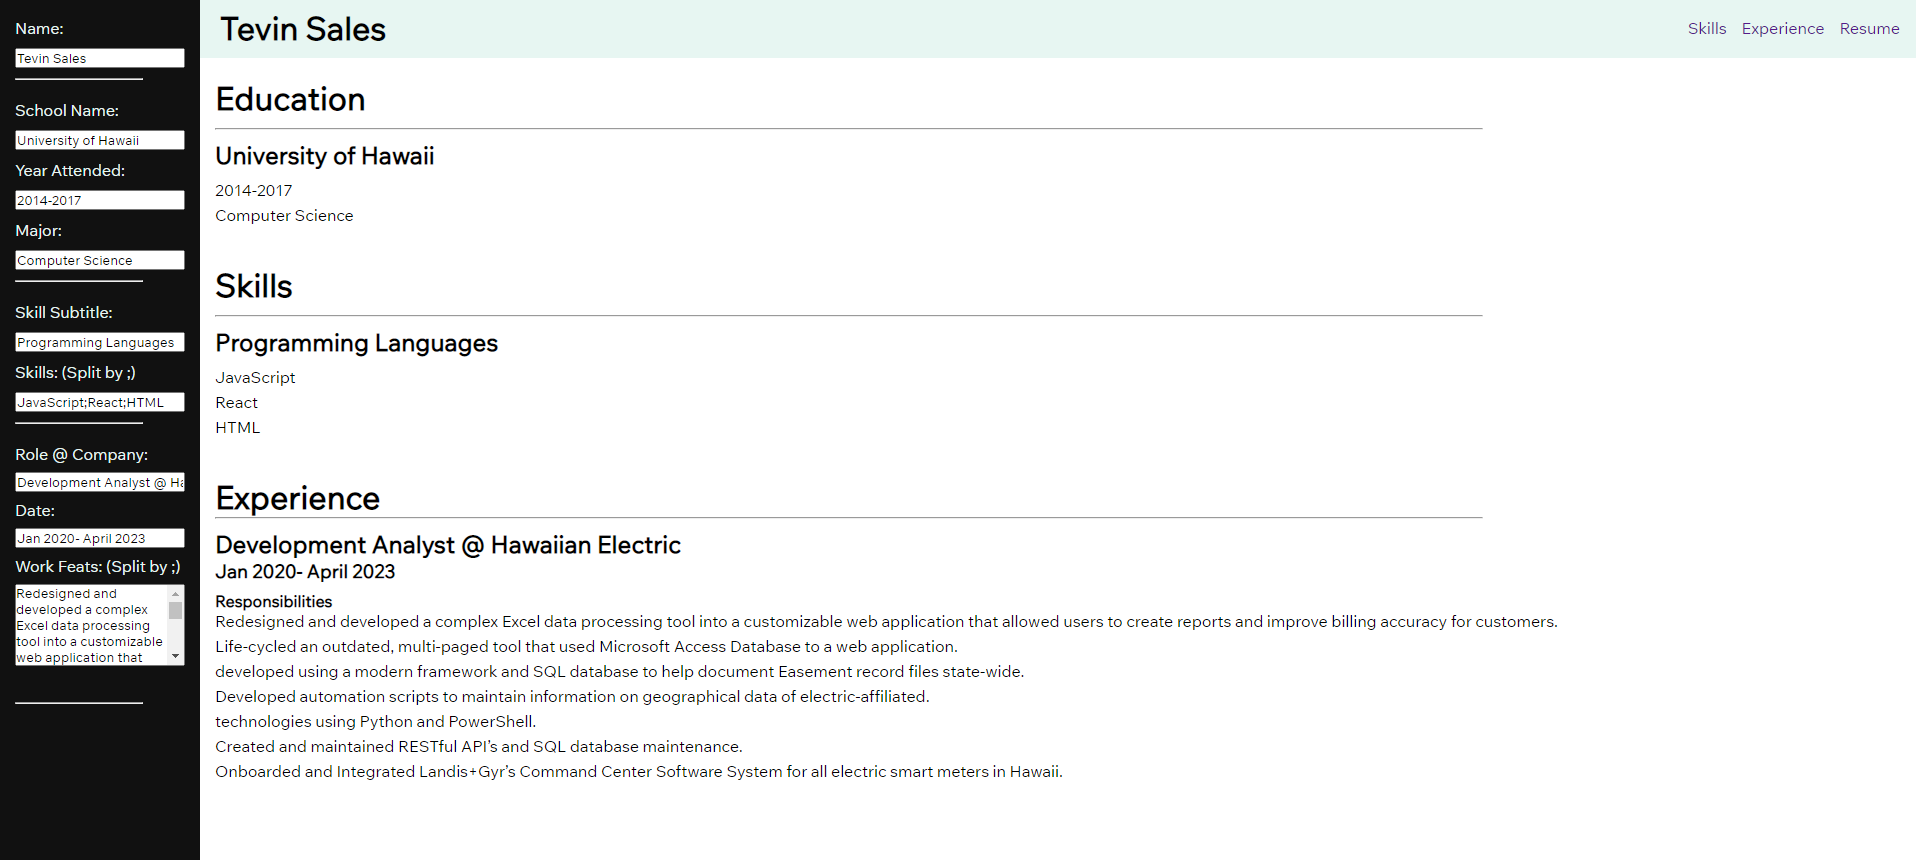 Name:
Tevin Sales
School Name:
University of Hawaii
Year Attended:
2014-2017
Major:
Computer Science
Skill Subtitle:
Programming Languages
Skills: (Split by ;)
JavaScript;React;HTML
Role @ Company:
Development Analyst @ Ha
Date:
Jan 2020- April 2023
Work Feats: (Split by ;)
Redesigned and
developed a complex
Excel data processing
tool into a customizable
web application that
Tevin Sales
Skills Experience Resume
Education
University of Hawaii
2014-2017
Computer Science
Skills
Programming Languages
JavaScript
React
HTML
Experience
Development Analyst @ Hawaiian Electric
Jan 2020- April 2023
Responsibilities
Redesigned and developed a complex Excel data processing tool into a customizable web application that allowed users to create reports and improve billing accuracy for customers.
Life-cycled an outdated, multi-paged tool that used Microsoft Access Database to a web application.
developed using a modern framework and SQL database to help document Easement record files state-wide.
Developed automation scripts to maintain information on geographical data of electric-affiliated.
technologies using Python and PowerShell.
Created and maintained RESTful API's and SQL database maintenance.
Onboarded and Integrated Landis+Gyr's Command Center Software System for all electric smart meters in Hawaii.